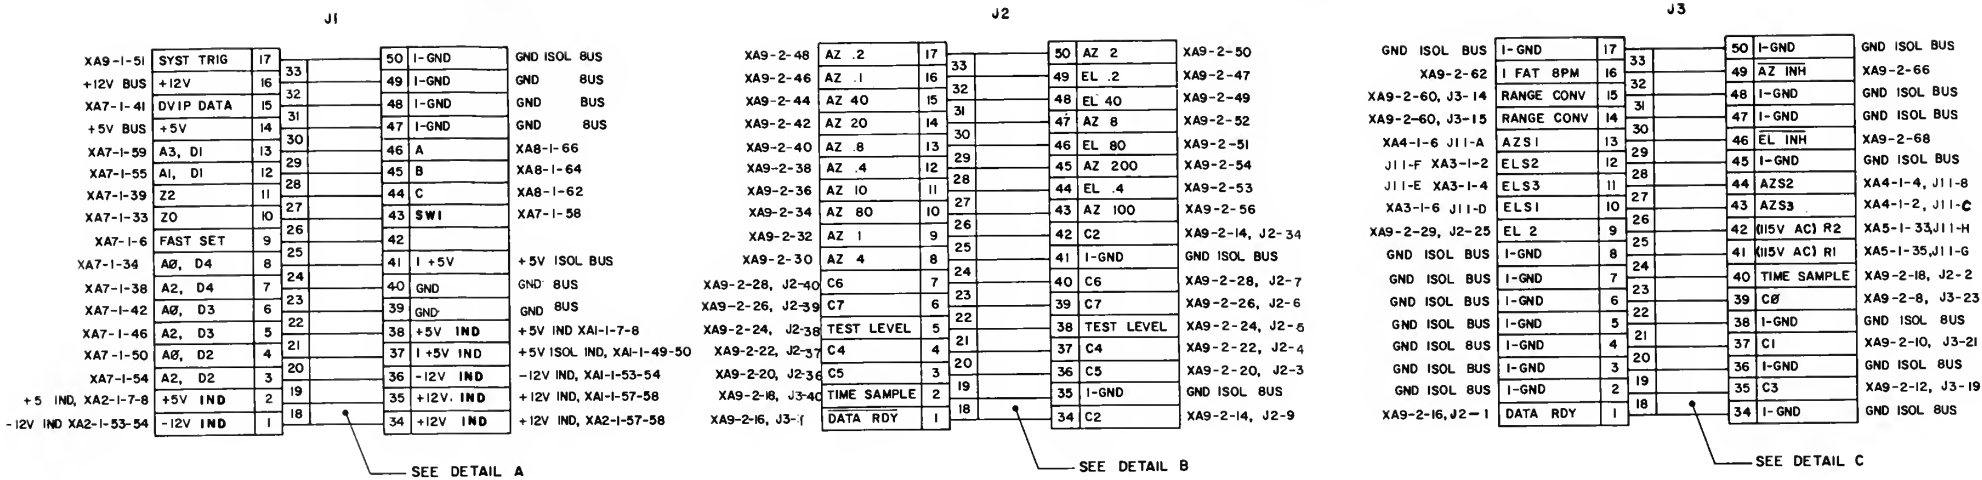 J1
XA9-1-51 SYST TRIG 17 50 I-GND GND ISOL BUS
33
+12V BUS +12V 16 49 I-GND GND BUS
32
XA7-1-41 DVIP DATA 15 48 I-GND GND BUS
31
+5V BUS +5V 14 47 I-GND GND BUS
30
XA7-1-59 A3, D1 13 46 A XA8-1-66
29
XA7-1-55 A1, D1 12 45 B XA8-1-64
28
XA7-1-39 Z2 11 44 C XA8-1-62
27
XA7-1-33 Z0 10 43 SW1 XA7-1-58
26
XA7-1-6 FAST SET 9 42
25
XA7-1-34 AØ, D4 8 41 I +5V +5V ISOL BUS
24
XA7-1-38 A2, D4 7 40 GND GND BUS
23
XA7-1-42 AØ, D3 6 39 GND GND BUS
22
XA7-1-46 A2, D3 5 38 +5V IND +5V IND XA1-1-7-8
21
XA7-1-50 AØ, D2 4 37 I +5V IND +5V ISOL IND, XA1-1-49-50
20
XA7-1-54 A2, D2 3 36 -12V IND -12V IND, XA1-1-53-54
19
+5 IND, XA2-1-7-8 +5V IND 2 35 +12V IND +12V IND, XA1-1-57-58
18
-12V IND XA2-1-53-54 -12V IND 1 34 +12V IND +12V IND, XA2-1-57-58
SEE DETAIL A
J2
XA9-2-48 AZ .2 17 50 AZ 2 XA9-2-50
33
XA9-2-46 AZ .1 16 49 EL .2 XA9-2-47
32
XA9-2-44 AZ 40 15 48 EL 40 XA9-2-49
31
XA9-2-42 AZ 20 14 47 AZ 8 XA9-2-52
30
XA9-2-40 AZ .8 13 46 EL 80 XA9-2-51
29
XA9-2-38 AZ .4 12 45 AZ 200 XA9-2-54
28
XA9-2-36 AZ 10 11 44 EL .4 XA9-2-53
27
XA9-2-34 AZ 80 10 43 AZ 100 XA9-2-56
26
XA9-2-32 AZ 1 9 42 C2 XA9-2-14, J2-34
25
XA9-2-30 AZ 4 8 41 I-GND GND ISOL BUS
24
XA9-2-28, J2-40 C6 7 40 C6 XA9-2-28, J2-7
23
XA9-2-26, J2-39 C7 6 39 C7 XA9-2-26, J2-6
22
XA9-2-24, J2-38 TEST LEVEL 5 38 TEST LEVEL XA9-2-24, J2-5
21
XA9-2-22, J2-37 C4 4 37 C4 XA9-2-22, J2-4
20
XA9-2-20, J2-36 C5 3 36 C5 XA9-2-20, J2-3
19
XA9-2-18, J3-40 TIME SAMPLE 2 35 I-GND GND ISOL BUS
18
XA9-2-16, J3-1 DATA RDY 1 34 C2 XA9-2-14, J2-9
SEE DETAIL B
J3
GND ISOL BUS I-GND 17 50 I-GND GND ISOL BUS
33
XA9-2-62 I FAT 8PM 16 49 AZ INH XA9-2-66
32
XA9-2-60, J3-14 RANGE CONV 15 48 I-GND GND ISOL BUS
31
XA9-2-60, J3-15 RANGE CONV 14 47 I-GND GND ISOL BUS
30
XA4-1-6 J11-A AZS1 13 46 EL INH XA9-2-68
29
J11-F XA3-1-2 ELS2 12 45 I-GND GND ISOL BUS
28
J11-E XA3-1-4 ELS3 11 44 AZS2 XA4-1-4, J11-B
27
XA3-1-6 J11-D ELS1 10 43 AZS3 XA4-1-2, J11-C
26
XA9-2-29, J2-25 EL 2 9 42 (115V AC) R2 XA5-1-33, J11-H
25
GND ISOL BUS I-GND 8 41 (115V AC) R1 XA5-1-35, J11-G
24
GND ISOL BUS I-GND 7 40 TIME SAMPLE XA9-2-18, J2-2
23
GND ISOL BUS I-GND 6 39 CØ XA9-2-8, J3-23
22
GND ISOL BUS I-GND 5 38 I-GND GND ISOL BUS
21
GND ISOL BUS I-GND 4 37 C1 XA9-2-10, J3-21
20
GND ISOL BUS I-GND 3 36 I-GND GND ISOL BUS
19
GND ISOL BUS I-GND 2 35 C3 XA9-2-12, J3-19
18
XA9-2-16, J2-1 DATA RDY 1 34 I-GND GND ISOL BUS
SEE DETAIL C